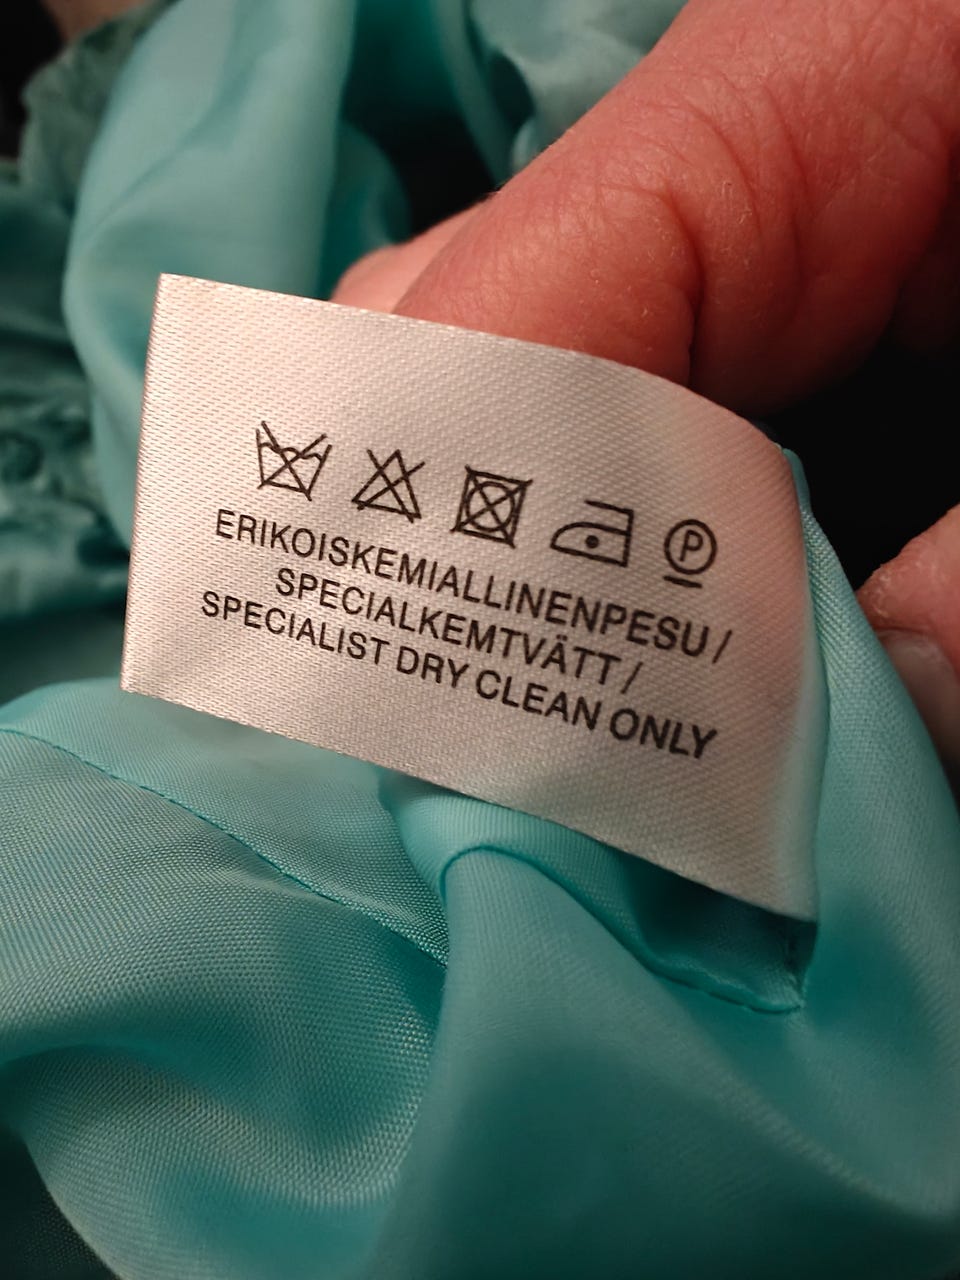 P
ERIKOISKEMIALLINENPESU /
SPECIALKEMTVÄTT /
SPECIALIST DRY CLEAN ONLY